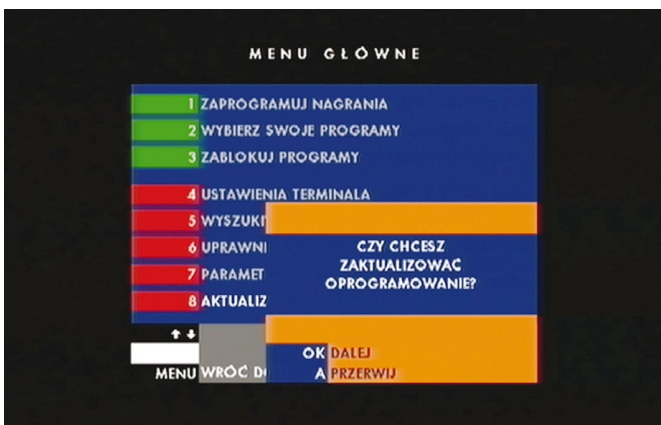 MENU GŁÓWNE
1 ZAPROGRAMUJ NAGRANIA
2 WYBIERZ SWOJE PROGRAMY
3 ZABLOKUJ PROGRAMY
4 USTAWIENIA TERMINALA
5 WYSZUKI
6 UPRAWNI
7 PARAMET
8 AKTUALIZ
CZY CHCESZ
ZAKTUALIZOWAĆ
OPROGRAMOWANIE?
OK DALEJ
MENU WRÓĆ DO
A PRZERWIJ